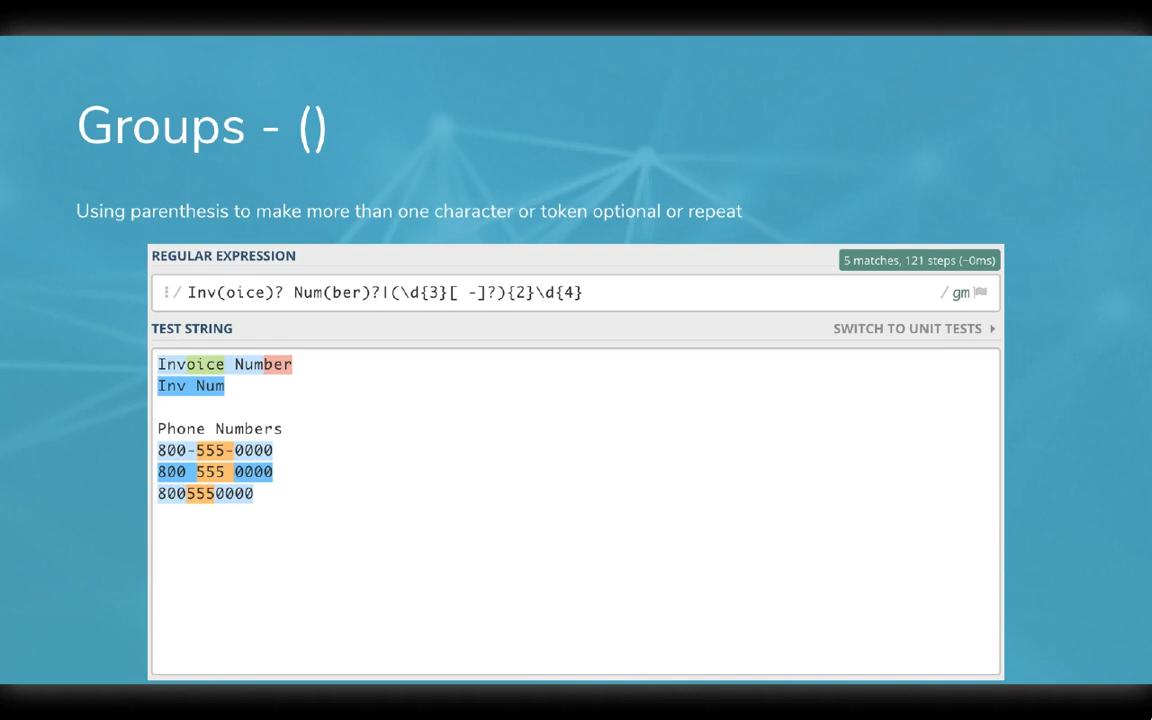 Groups - ()
Using parenthesis to make more than one character or token optional or repeat
REGULAR EXPRESSION
5 matches, 121 steps (~0ms)
/ Inv(oice)? Num(ber)?|(\d{3}[ -]?){2}\d{4}
/ gm
TEST STRING
SWITCH TO UNIT TESTS
Invoice Number
Inv Num
Phone Numbers
800-555-0000
800 555 0000
8005550000